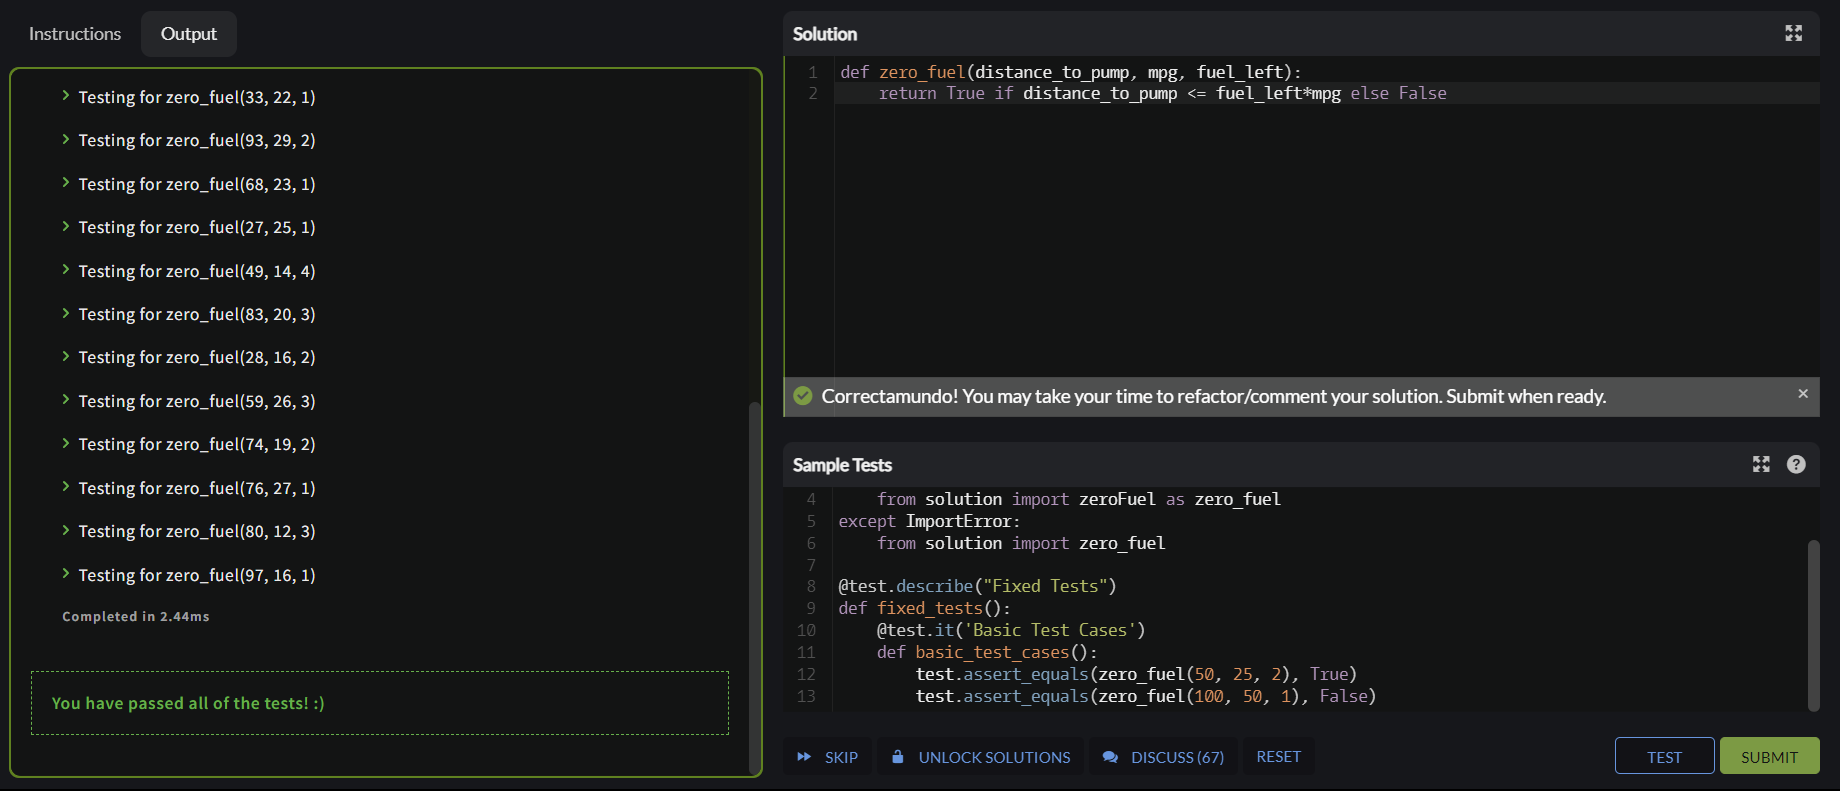 Instructions
Output
Testing for zero_fuel(33, 22, 1)
Testing for zero_fuel(93, 29, 2)
Testing for zero_fuel(68, 23, 1)
Testing for zero_fuel(27, 25, 1)
Testing for zero_fuel(49, 14, 4)
Testing for zero_fuel(83, 20, 3)
Testing for zero_fuel(28, 16, 2)
Testing for zero_fuel(59, 26, 3)
Testing for zero_fuel(74, 19, 2)
Testing for zero_fuel(76, 27, 1)
Testing for zero_fuel(80, 12, 3)
Testing for zero_fuel(97, 16, 1)
Completed in 2.44ms
You have passed all of the tests! :)
Solution
1 def zero_fuel(distance_to_pump, mpg, fuel_left):
2     return True if distance_to_pump <= fuel_left*mpg else False
Correctamundo! You may take your time to refactor/comment your solution. Submit when ready.
Sample Tests
4     from solution import zeroFuel as zero_fuel
5 except ImportError:
6     from solution import zero_fuel
7
8 @test.describe("Fixed Tests")
9 def fixed_tests():
10     @test.it('Basic Test Cases')
11     def basic_test_cases():
12         test.assert_equals(zero_fuel(50, 25, 2), True)
13         test.assert_equals(zero_fuel(100, 50, 1), False)
SKIP
UNLOCK SOLUTIONS
DISCUSS (67)
RESET
TEST
SUBMIT